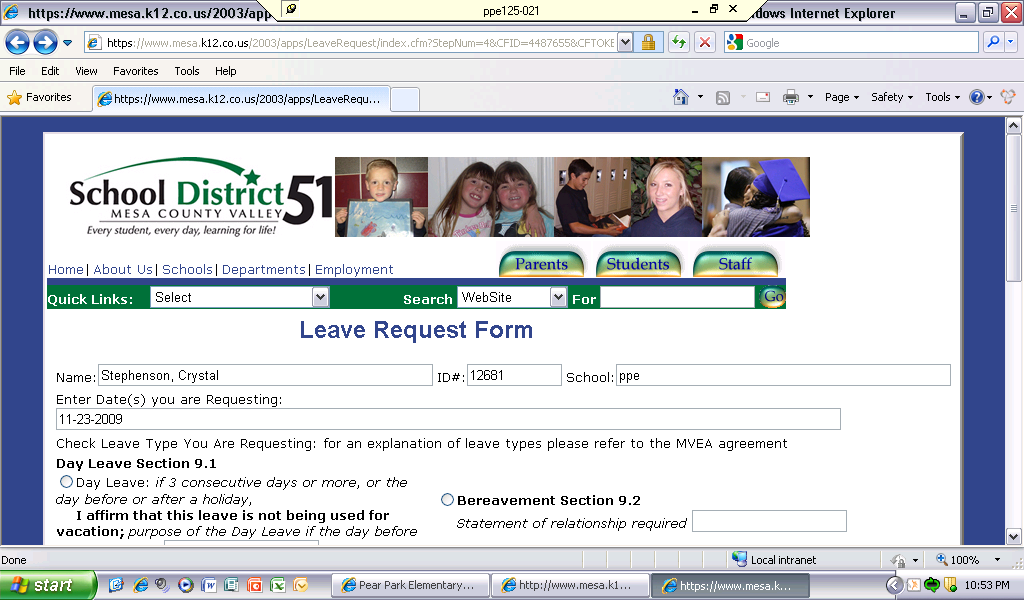 https://www.mesa.k12.co.us/2003/app
ppe125-021
dows Internet Explorer
https://www.mesa.k12.co.us/2003/apps/LeaveRequest/index.cfm?StepNum=4&CFID=4487655&CFTOKE
Google
File Edit View Favorites Tools Help
Favorites
https://www.mesa.k12.co.us/2003/apps/LeaveRequ...
Page Safety Tools
School District 51
MESA COUNTY VALLEY
Every student, every day, learning for life!
Parents Students Staff
Home | About Us | Schools | Departments | Employment
Quick Links: Select Search WebSite For Go
Leave Request Form
Name: Stephenson, Crystal ID#: 12681 School: ppe
Enter Date(s) you are Requesting:
11-23-2009
Check Leave Type You Are Requesting: for an explanation of leave types please refer to the MVEA agreement
Day Leave Section 9.1
Day Leave: if 3 consecutive days or more, or the
day before or after a holiday,
I affirm that this leave is not being used for
vacation; purpose of the Day Leave if the day before
Bereavement Section 9.2
Statement of relationship required
Done Local intranet 100%
start Pear Park Elementary... http://www.mesa.k1... https://www.mesa.k... 10:53 PM